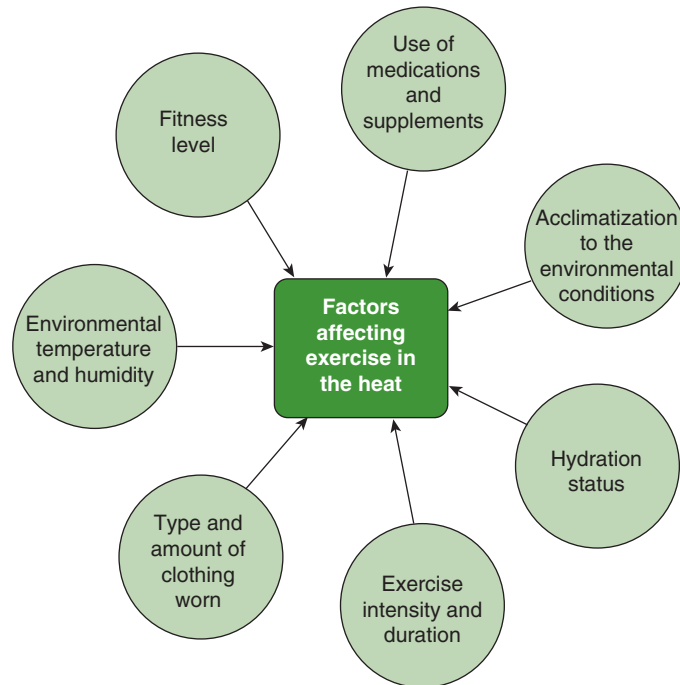 Use of
medications
and
supplements
Fitness
level
Acclimatization
to the
environmental
conditions
Factors
affecting
exercise in
the heat
Environmental
temperature
and humidity
Hydration
status
Type and
amount of
clothing
worn
Exercise
intensity and
duration